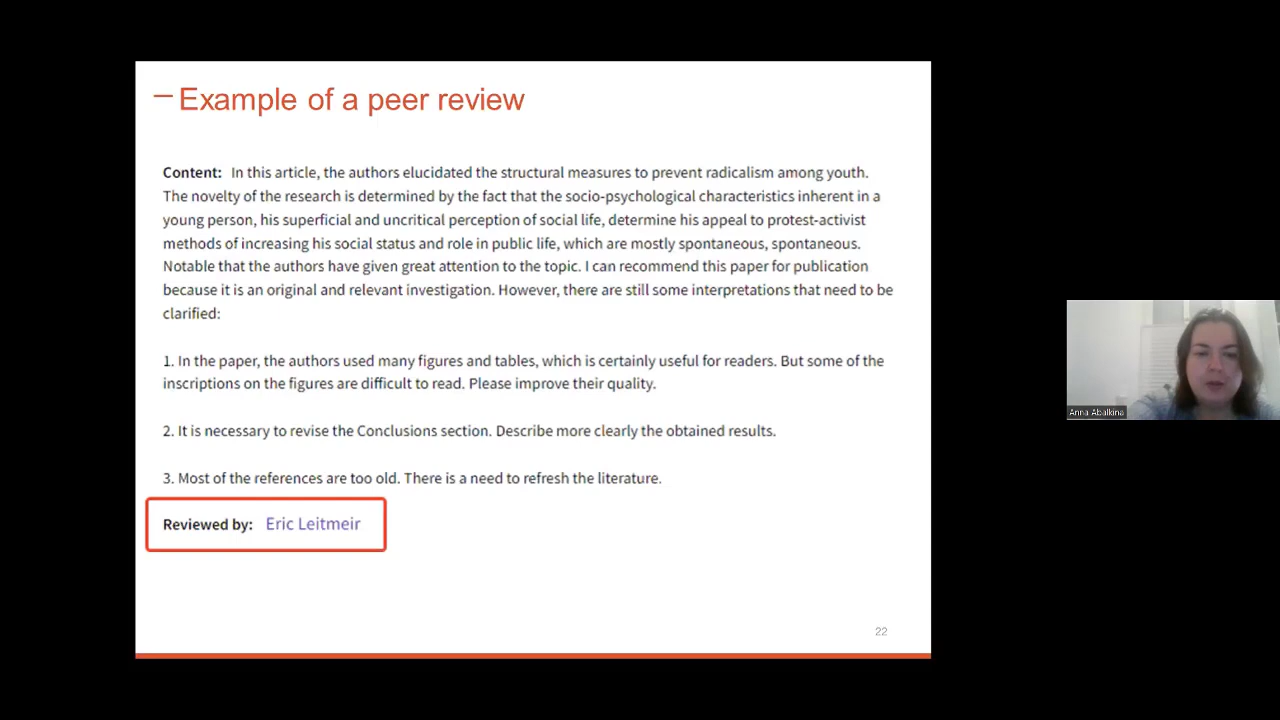 – Example of a peer review
Content: In this article, the authors elucidated the structural measures to prevent radicalism among youth.
The novelty of the research is determined by the fact that the socio-psychological characteristics inherent in a
young person, his superficial and uncritical perception of social life, determine his appeal to protest-activist
methods of increasing his social status and role in public life, which are mostly spontaneous, spontaneous.
Notable that the authors have given great attention to the topic. I can recommend this paper for publication
because it is an original and relevant investigation. However, there are still some interpretations that need to be
clarified:
1. In the paper, the authors used many figures and tables, which is certainly useful for readers. But some of the
inscriptions on the figures are difficult to read. Please improve their quality.
2. It is necessary to revise the Conclusions section. Describe more clearly the obtained results.
3. Most of the references are too old. There is a need to refresh the literature.
Reviewed by: Eric Leitmeir
22
Anna Abalkina